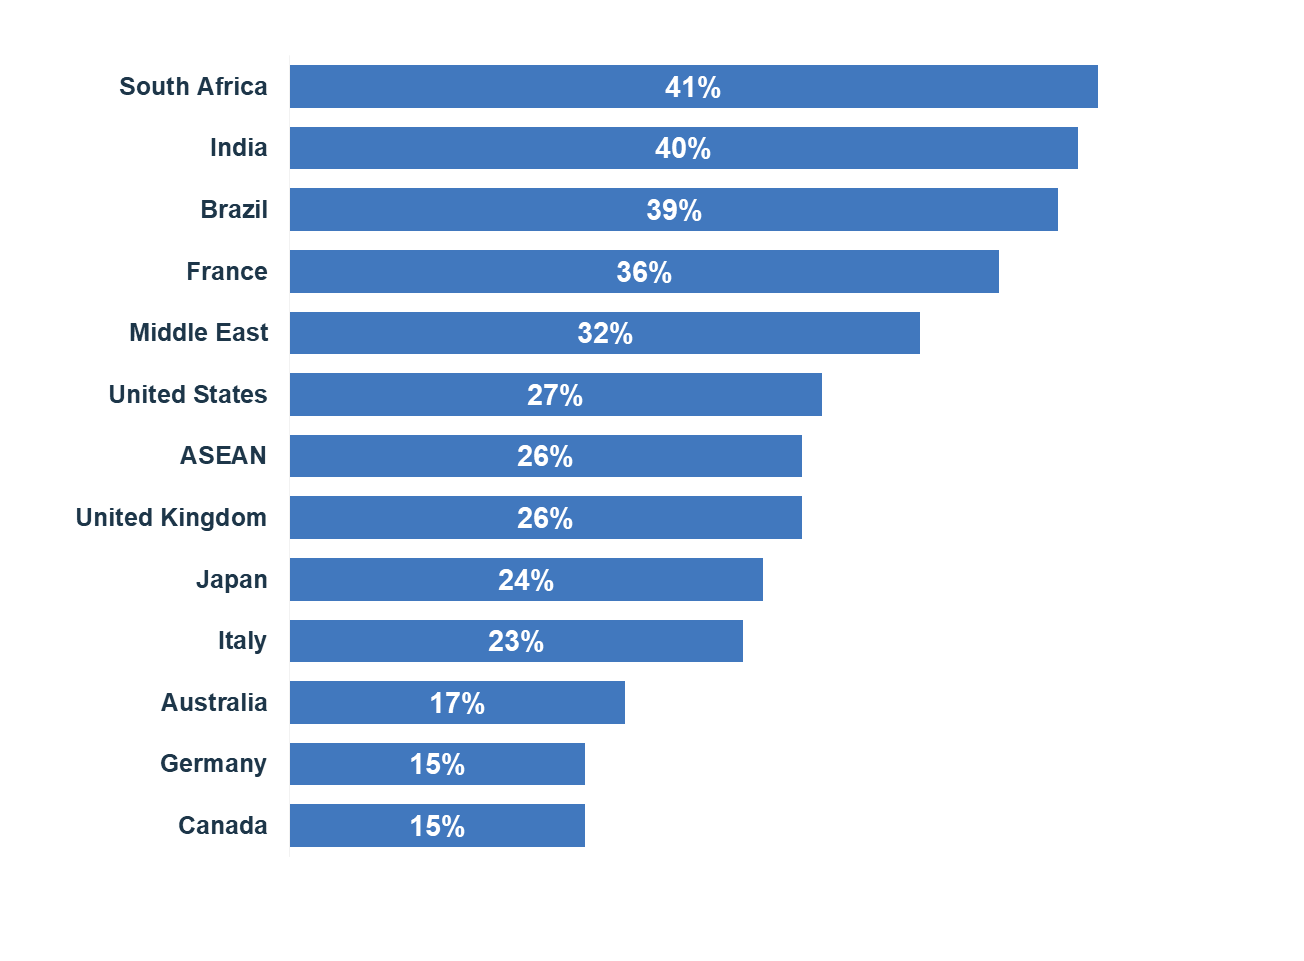 South Africa 41%
India 40%
Brazil 39%
France 36%
Middle East 32%
United States 27%
ASEAN 26%
United Kingdom 26%
Japan 24%
Italy 23%
Australia 17%
Germany 15%
Canada 15%